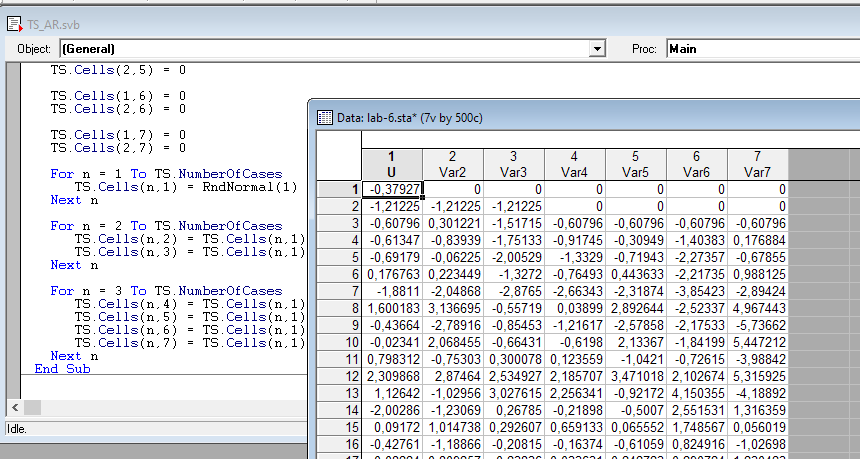 TS_AR.svb
Object: (General) Proc: Main
TS.Cells(2,5) = 0
TS.Cells(1,6) = 0
TS.Cells(2,6) = 0
TS.Cells(1,7) = 0
TS.Cells(2,7) = 0
For n = 1 To TS.NumberOfCases
TS.Cells(n,1) = RndNormal(1)
Next n
For n = 2 To TS.NumberOfCases
TS.Cells(n,2) = TS.Cells(n,1)
TS.Cells(n,3) = TS.Cells(n,1)
Next n
For n = 3 To TS.NumberOfCases
TS.Cells(n,4) = TS.Cells(n,1)
TS.Cells(n,5) = TS.Cells(n,1)
TS.Cells(n,6) = TS.Cells(n,1)
TS.Cells(n,7) = TS.Cells(n,1)
Next n
End Sub
Idle.
Data: lab-6.sta* (7v by 500c)
1 2 3 4 5 6 7
U Var2 Var3 Var4 Var5 Var6 Var7
1 -0,37927 0 0 0 0 0 0
2 -1,21225 -1,21225 -1,21225 0 0 0 0
3 -0,60796 0,301221 -1,51715 -0,60796 -0,60796 -0,60796 -0,60796
4 -0,61347 -0,83939 -1,75133 -0,91745 -0,30949 -1,40383 0,176884
5 -0,69179 -0,06225 -2,00529 -1,3329 -0,71943 -2,27357 -0,67855
6 0,176763 0,223449 -1,3272 -0,76493 0,443633 -2,21735 0,988125
7 -1,8811 -2,04868 -2,8765 -2,66343 -2,31874 -3,85423 -2,89424
8 1,600183 3,136695 -0,55719 0,03899 2,892644 -2,52337 4,967443
9 -0,43664 -2,78916 -0,85453 -1,21617 -2,57858 -2,17533 -5,73662
10 -0,02341 2,068455 -0,66431 -0,6198 2,13367 -1,84199 5,447212
11 0,798312 -0,75303 0,300078 0,123559 -1,0421 -0,72615 -3,98842
12 2,309868 2,87464 2,534927 2,185707 3,471018 2,102674 5,315925
13 1,12642 -1,02956 3,027615 2,256341 -0,92172 4,150355 -4,18892
14 -2,00286 -1,23069 0,26785 -0,21898 -0,5007 2,551531 1,316359
15 0,09172 1,014738 0,292607 0,659133 0,065552 1,748567 0,056019
16 -0,42761 -1,18866 -0,20815 -0,16374 -0,61059 0,824916 -1,02698